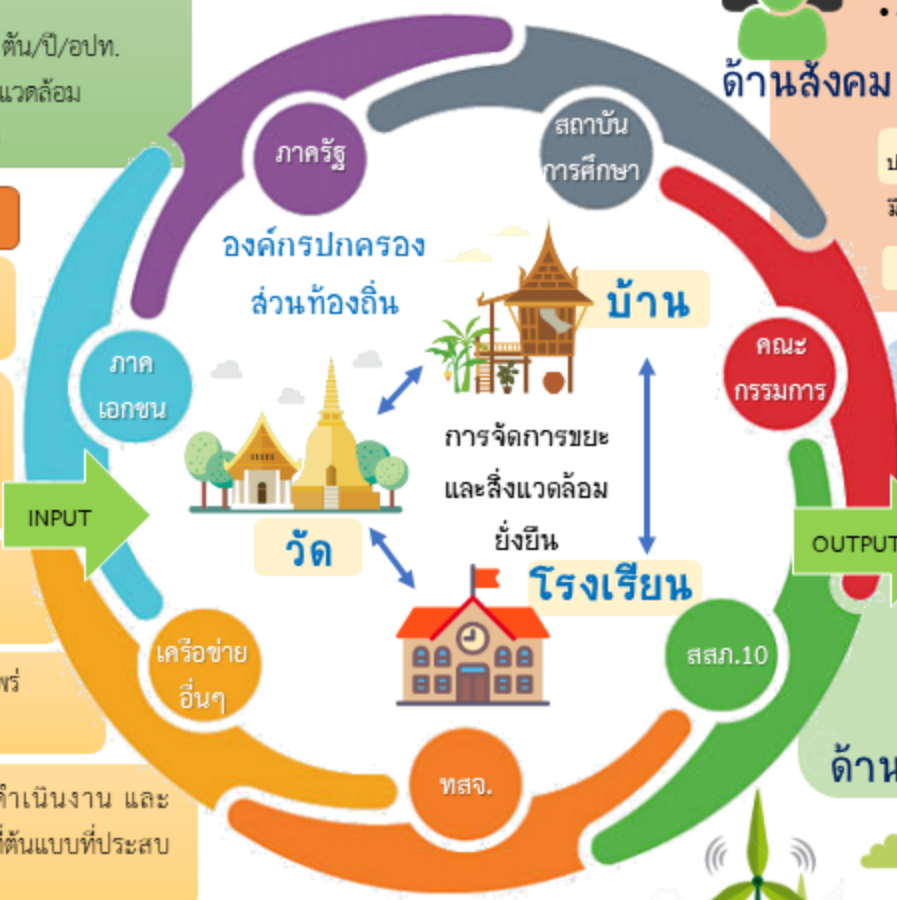 ตัน/ปี/อปท.
แวดล้อม
ด้านสังคม
ภาครัฐ
สถาบัน
การศึกษา
องค์กรปกครอง
ส่วนท้องถิ่น
บ้าน
ภาค
เอกชน
คณะ
กรรมการ
การจัดการขยะ
และสิ่งแวดล้อม
ยั่งยืน
INPUT
OUTPUT
วัด
โรงเรียน
เครือข่าย
อื่นๆ
สสภ.10
ทสจ.
ด้าน
ดำเนินงาน และ
ที่ต้นแบบที่ประสบ